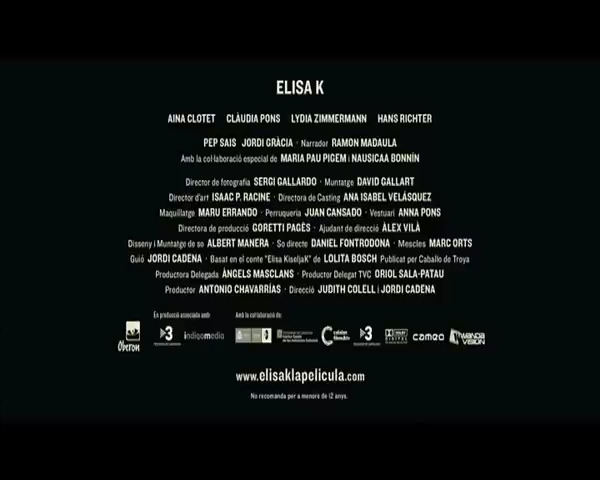 ELISA K
AINA CLOTET CLÀUDIA PONS LYDIA ZIMMERMANN HANS RICHTER
PEP SAIS JORDI GRÀCIA · Narrador RAMON MADAULA
Amb la col·laboració especial de MARIA PAU PIGEM i NAUSICAA BONNÍN
Director de fotografia SERGI GALLARDO · Muntatge DAVID GALLART
Director d'art ISAAC P. RACINE · Directora de Casting ANA ISABEL VELÁSQUEZ
Maquillatge MARU ERRANDO · Perruqueria JUAN CANSADO · Vestuari ANNA PONS
Directora de producció GORETTI PAGÈS · Ajudant de direcció ÀLEX VILÀ
Disseny i Muntatge de so ALBERT MANERA · So directe DANIEL FONTRODONA · Mescles MARC ORTS
Guió JORDI CADENA · Basat en el conte "Elisa Kiseljak" de LOLITA BOSCH Publicat per Caballo de Troya
Productora Delegada ÀNGELS MASCLANS · Productor Delegat TVC ORIOL SALA-PATAU
Productor ANTONIO CHAVARRÍAS · Direcció JUDITH COLELL i JORDI CADENA
En producció associada amb Amb la col·laboració de:
Oberon 3 indigomedia 3 DOLBY DIGITAL cameo WANDA VISION
www.elisaklapelicula.com
No recomanda per a menors de 12 anys.